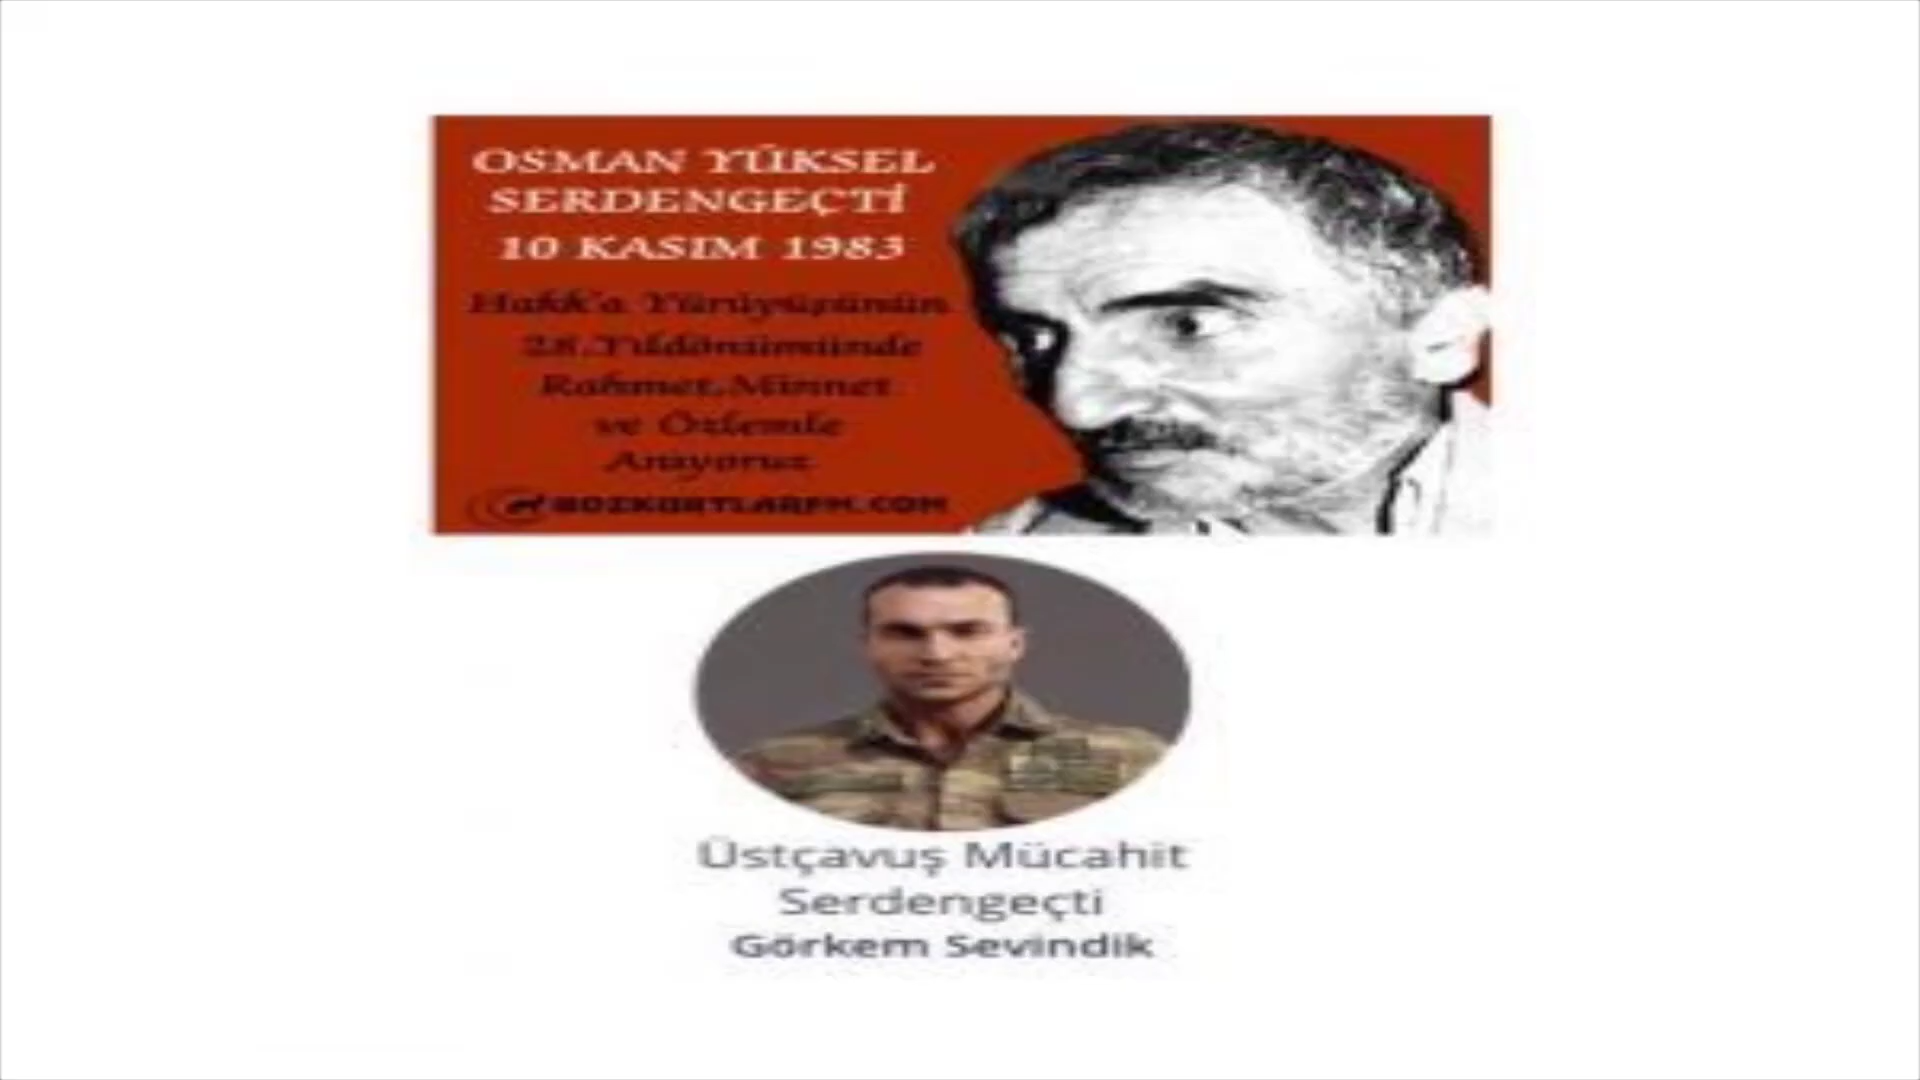 OSMAN YÜKSEL
SERDENGEÇTİ
10 KASIM 1983
Hakk'a Yürüyüşünün
28.Yıldönümünde
Rahmet,Minnet
ve Özlemle
Anıyoruz
BOZKURTLARFM.COM
Üstçavuş Mücahit
Serdengeçti
Görkem Sevindik